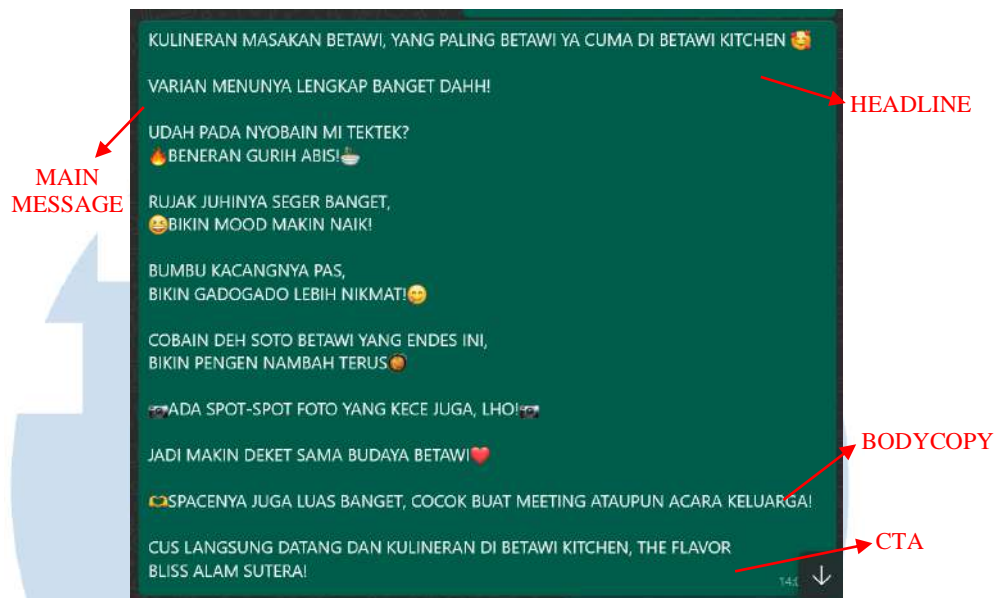 KULINERAN MASAKAN BETAWI, YANG PALING BETAWI YA CUMA DI BETAWI KITCHEN 🥰
VARIAN MENUNYA LENGKAP BANGET DAHH!
HEADLINE
UDAH PADA NYOBAIN MI TEKTEK?
🔥BENERAN GURIH ABIS!🍜
MAIN
MESSAGE
RUJAK JUHINYA SEGER BANGET,
😆BIKIN MOOD MAKIN NAIK!
BUMBU KACANGNYA PAS,
BIKIN GADOGADO LEBIH NIKMAT!😋
COBAIN DEH SOTO BETAWI YANG ENDES INI,
BIKIN PENGEN NAMBAH TERUS🥘
📷ADA SPOT-SPOT FOTO YANG KECE JUGA, LHO!📷
JADI MAKIN DEKET SAMA BUDAYA BETAWI❤️
BODYCOPY
🫶SPACENYA JUGA LUAS BANGET, COCOK BUAT MEETING ATAUPUN ACARA KELUARGA!
CUS LANGSUNG DATANG DAN KULINERAN DI BETAWI KITCHEN, THE FLAVOR
BLISS ALAM SUTERA!
CTA